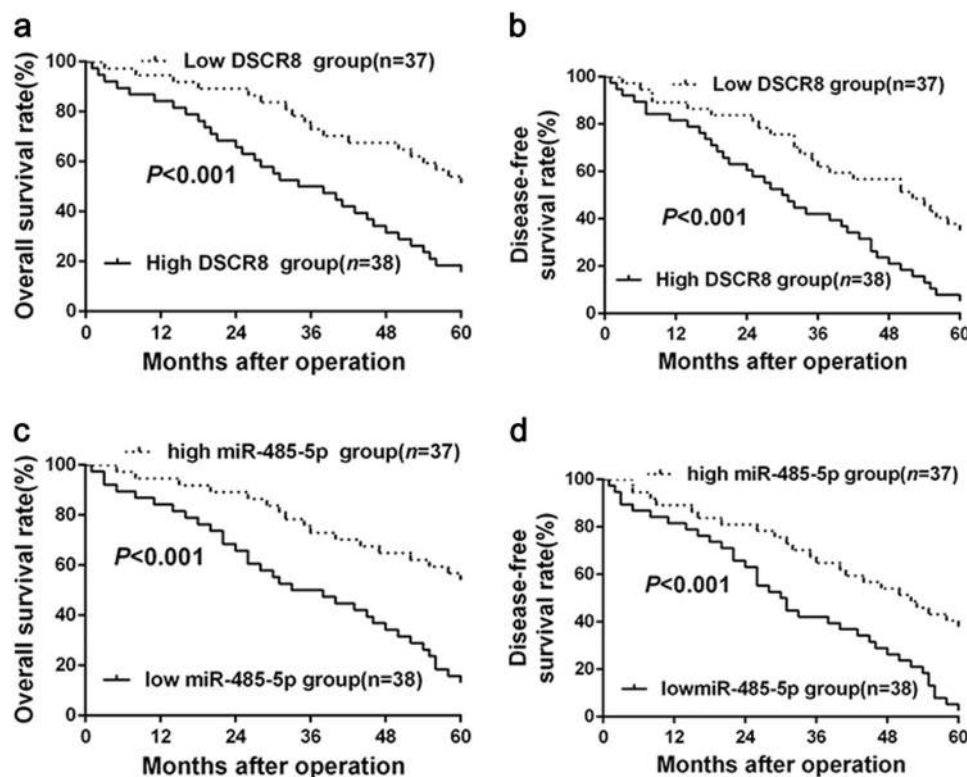 a
Overall survival rate(%)
Low DSCR8 group(n=37)
100
80
60
40
20
0
P<0.001
High DSCR8 group(n=38)
0 12 24 36 48 60
Months after operation
b
Disease-free
survival rate(%)
Low DSCR8 group(n=37)
100
80
60
40
20
0
P<0.001
High DSCR8 group(n=38)
0 12 24 36 48 60
Months after operation
c
Overall survival rate(%)
high miR-485-5p group(n=37)
100
80
60
40
20
0
P<0.001
low miR-485-5p group(n=38)
0 12 24 36 48 60
Months after operation
d
Disease-free
survival rate(%)
high miR-485-5p group(n=37)
100
80
60
40
20
0
P<0.001
lowmiR-485-5p group(n=38)
0 12 24 36 48 60
Months after operation